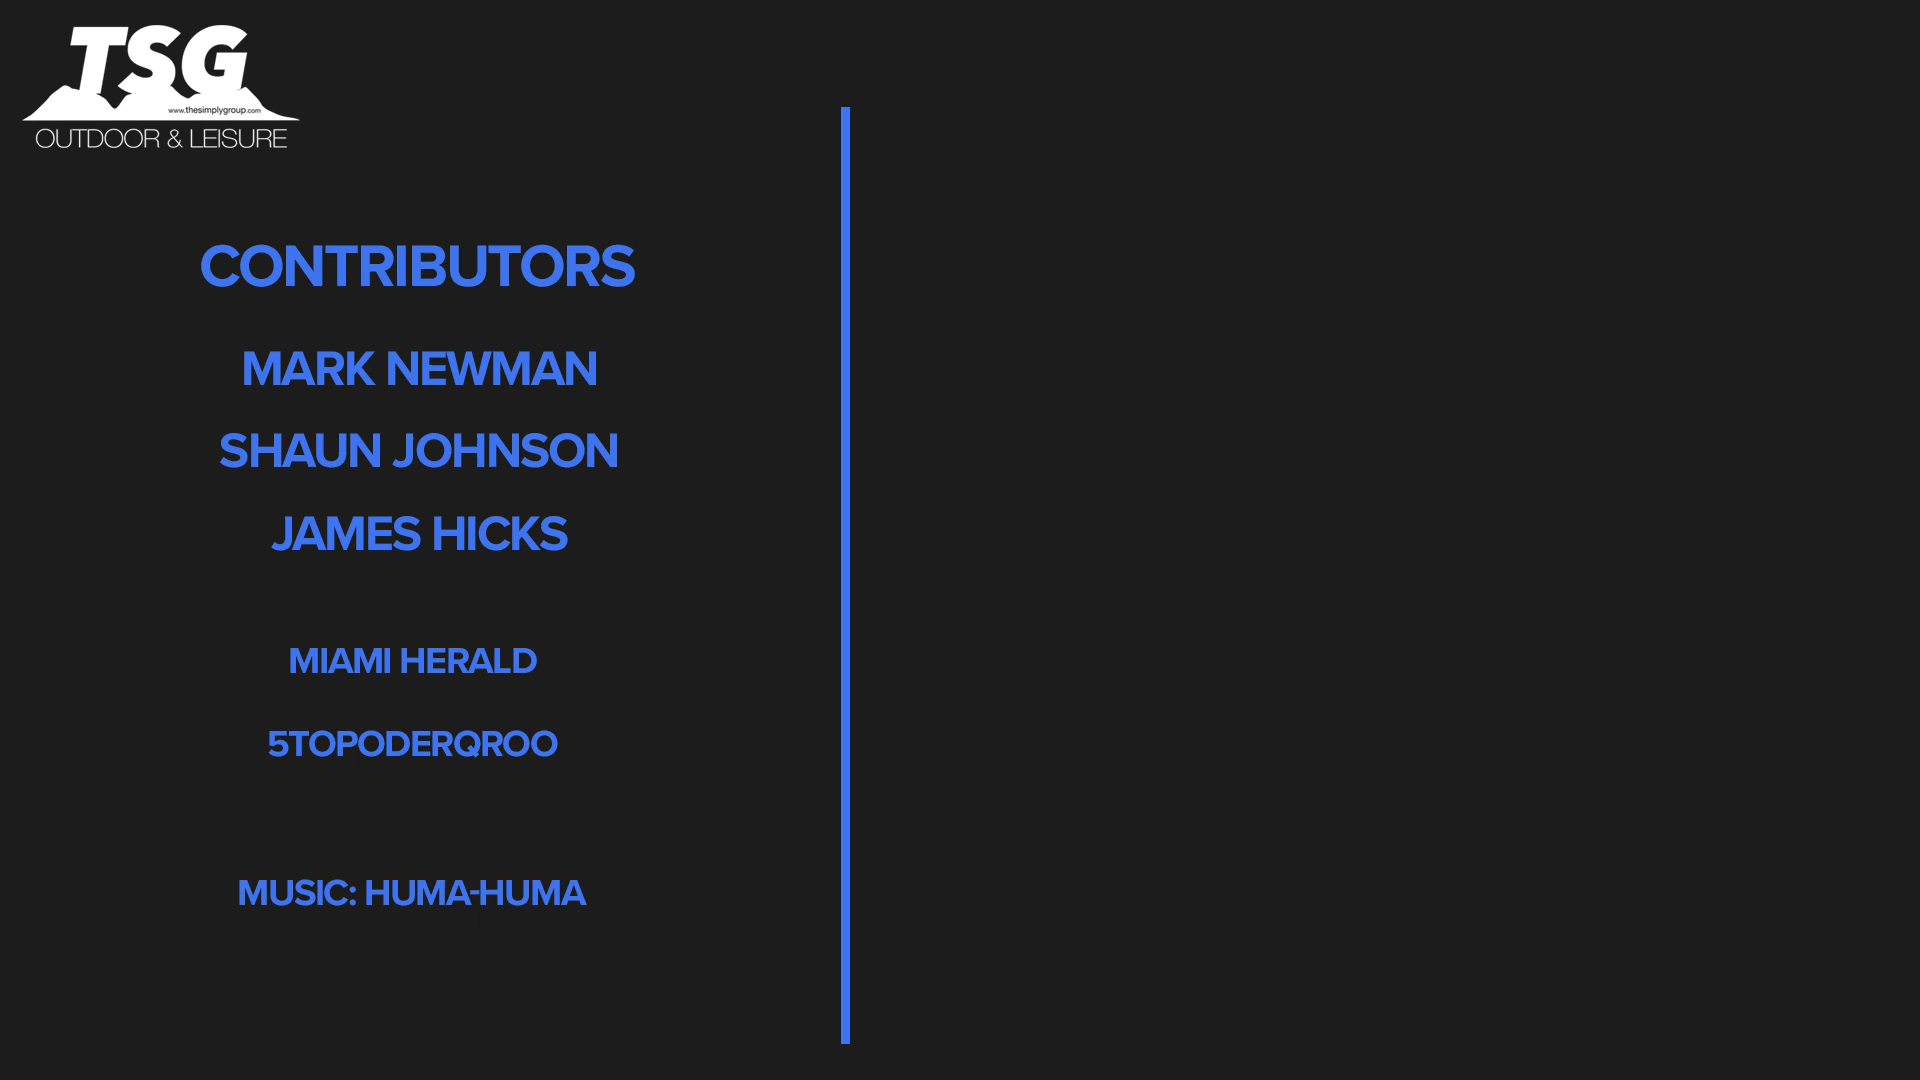 TSG
www.thesimplygroup.com
OUTDOOR & LEISURE
CONTRIBUTORS
MARK NEWMAN
SHAUN JOHNSON
JAMES HICKS
MIAMI HERALD
5TOPODERQROO
MUSIC: HUMA-HUMA